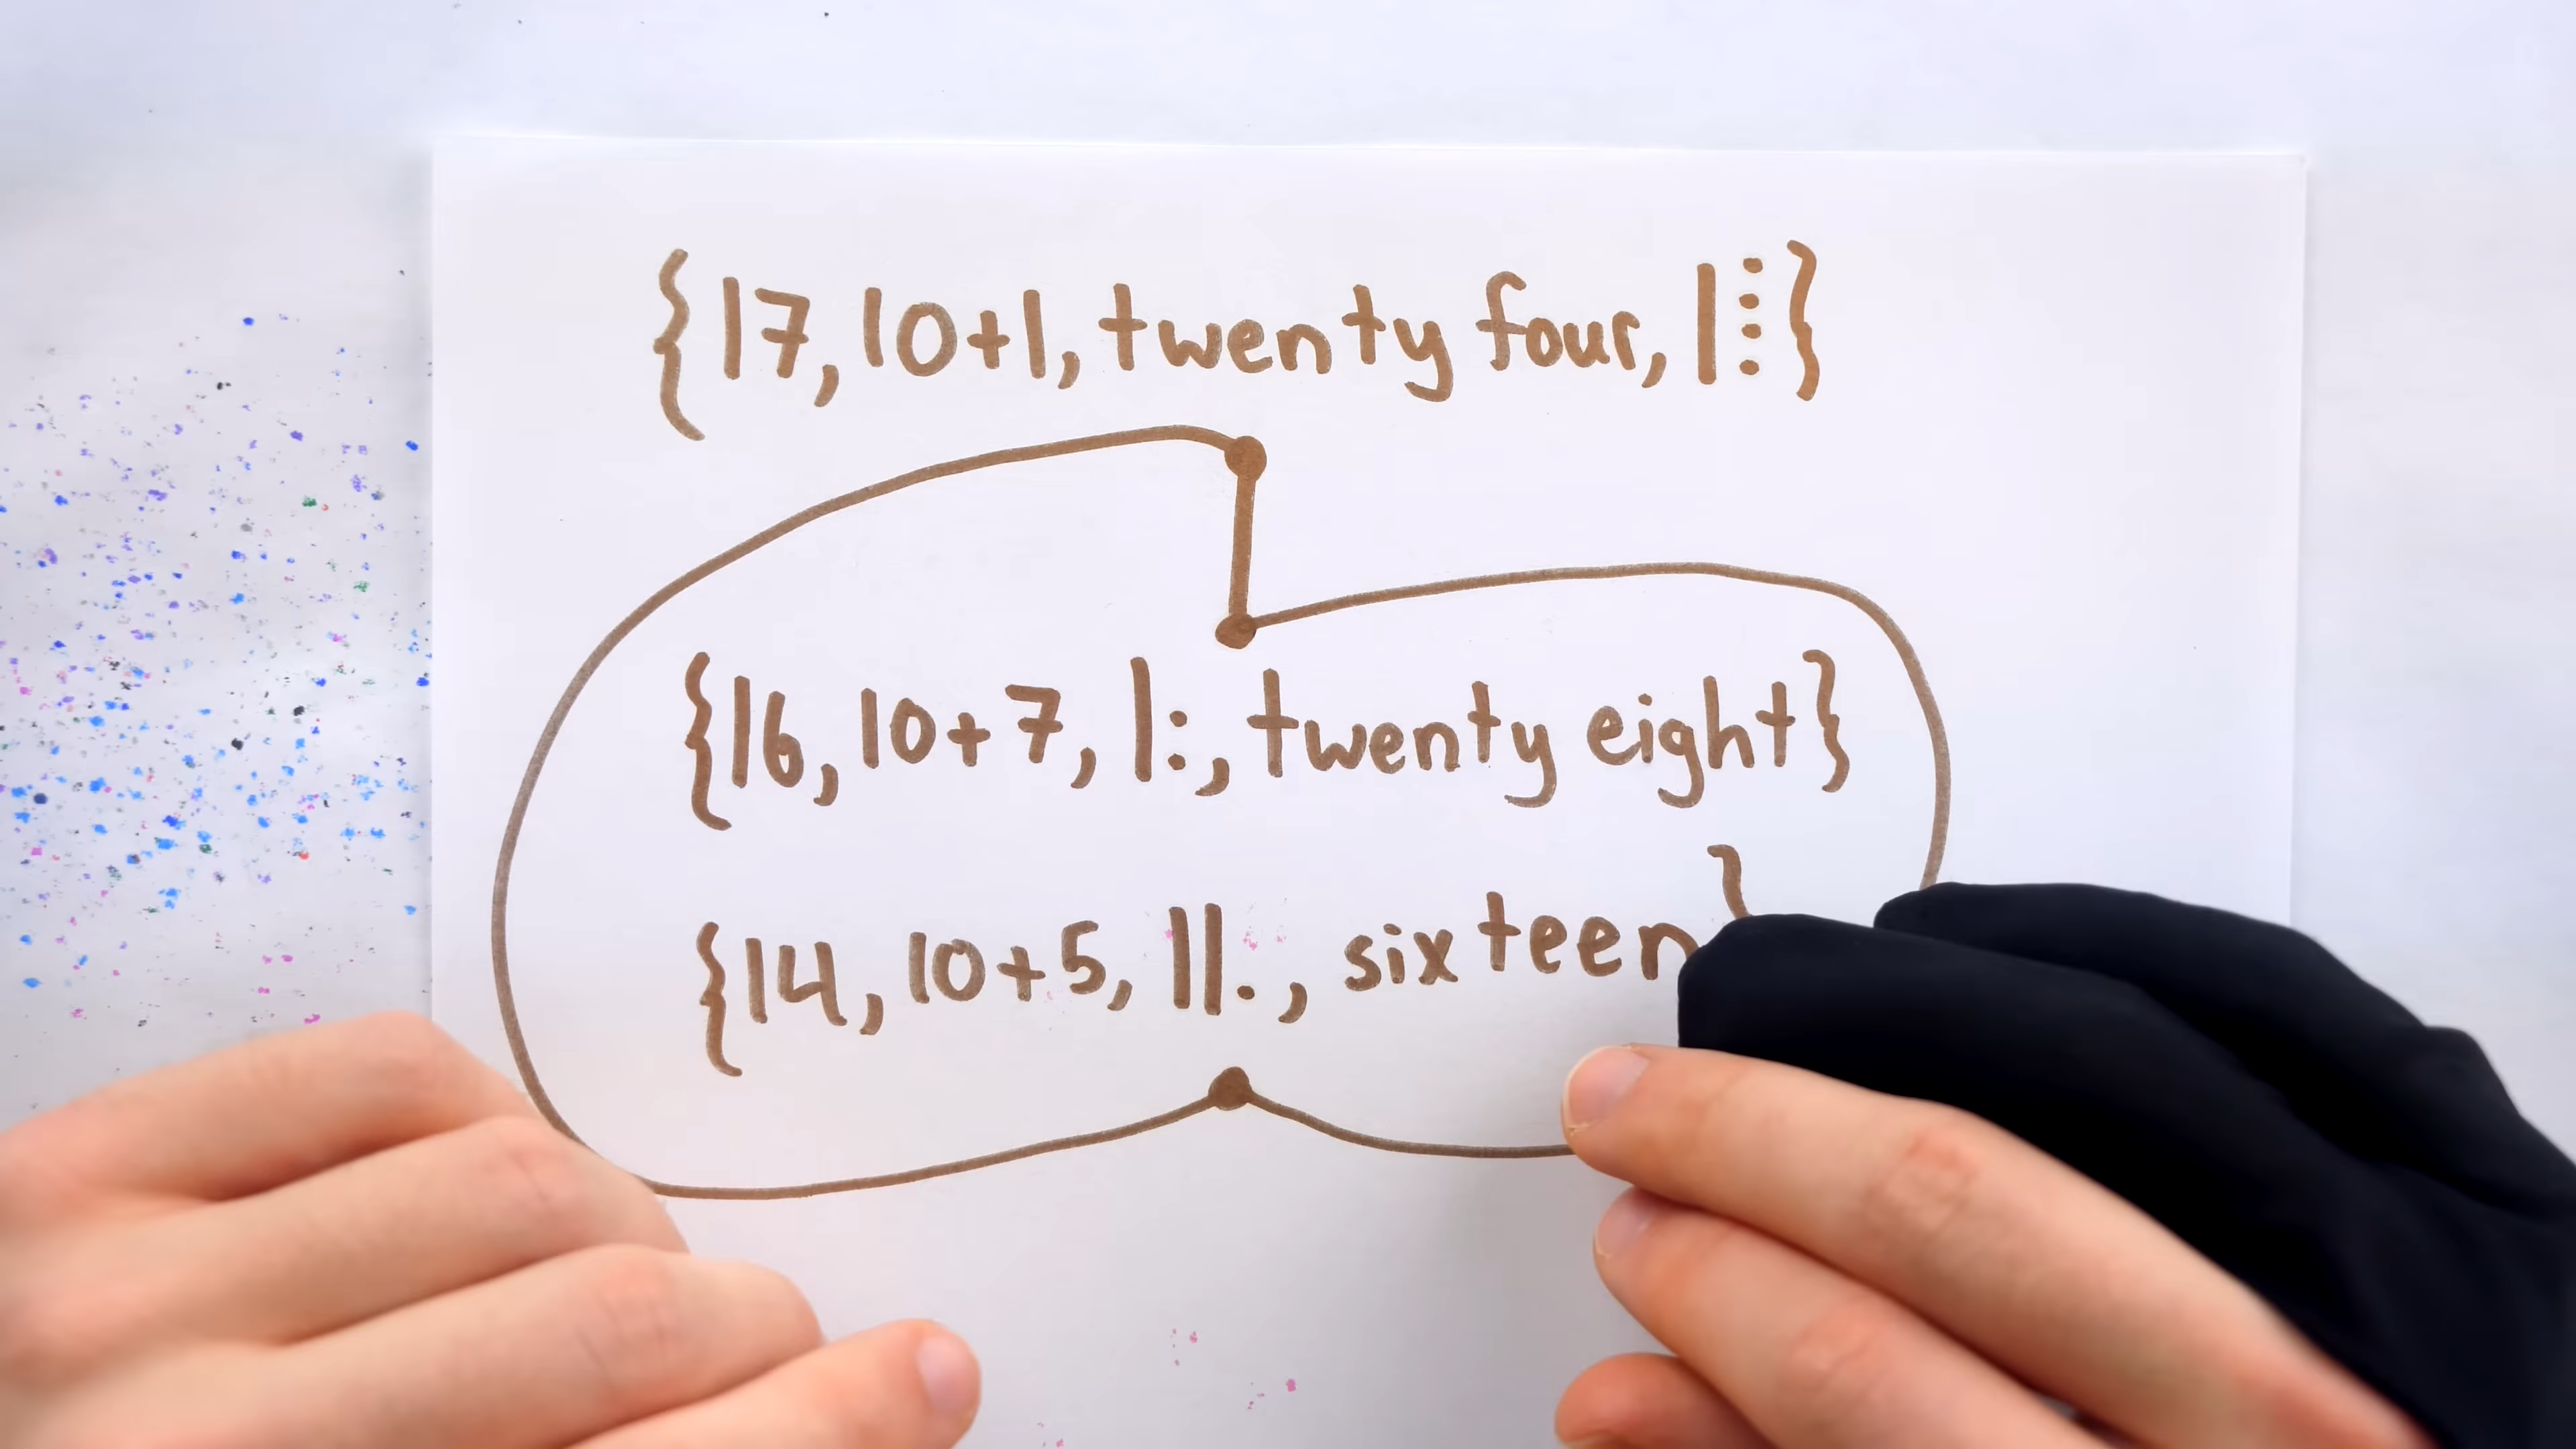 {17, 10+1, twenty four, |⁞}
{16, 10+7, |:, twenty eight}
{14, 10+5, ||., sixteen}